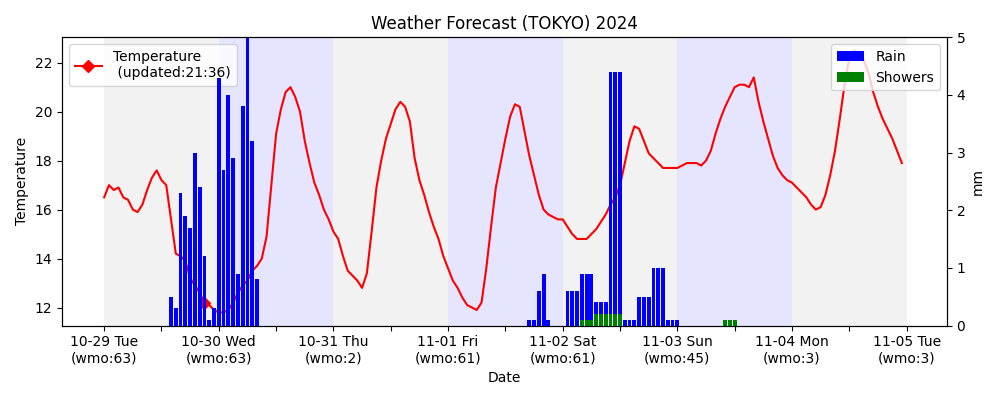 Weather Forecast (TOKYO) 2024
Temperature
(updated:21:36)
Rain
Showers
22
20
18
16
14
12
Temperature
5
4
3
2
1
0
mm
10-29 Tue
(wmo:63)
10-30 Wed
(wmo:63)
10-31 Thu
(wmo:2)
11-01 Fri
(wmo:61)
11-02 Sat
(wmo:61)
11-03 Sun
(wmo:45)
11-04 Mon
(wmo:3)
11-05 Tue
(wmo:3)
Date